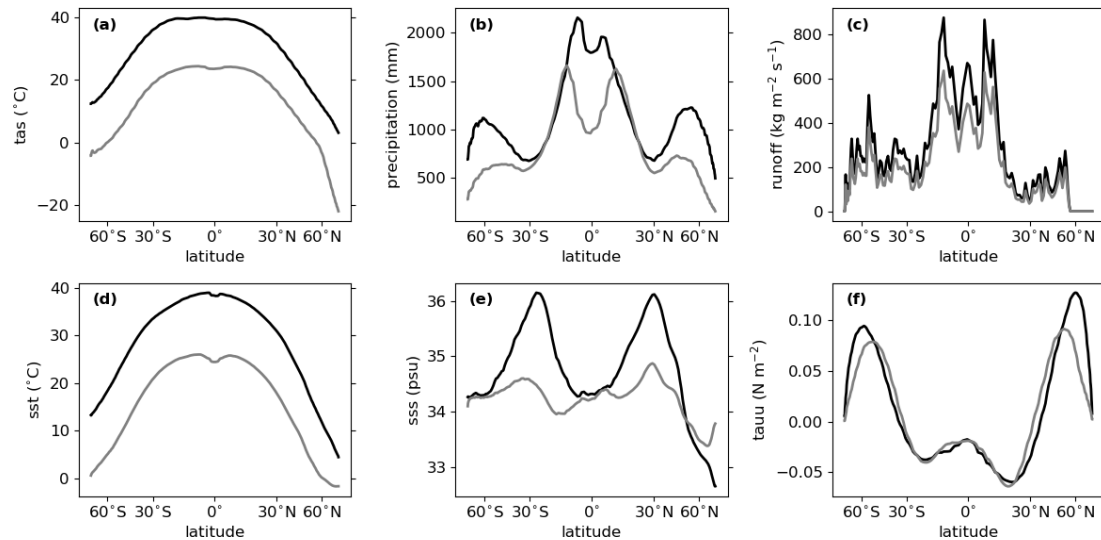 (a)
tas (°C)
40
20
0
−20
60°S 30°S 0° 30°N 60°N
latitude
(b)
precipitation (mm)
2000
1500
1000
500
60°S 30°S 0° 30°N 60°N
latitude
(c)
runoff (kg m⁻² s⁻¹)
800
600
400
200
0
60°S 30°S 0° 30°N 60°N
latitude
(d)
sst (°C)
40
30
20
10
0
60°S 30°S 0° 30°N 60°N
latitude
(e)
sss (psu)
36
35
34
33
60°S 30°S 0° 30°N 60°N
latitude
(f)
tauu (N m⁻²)
0.10
0.05
0.00
−0.05
60°S 30°S 0° 30°N 60°N
latitude